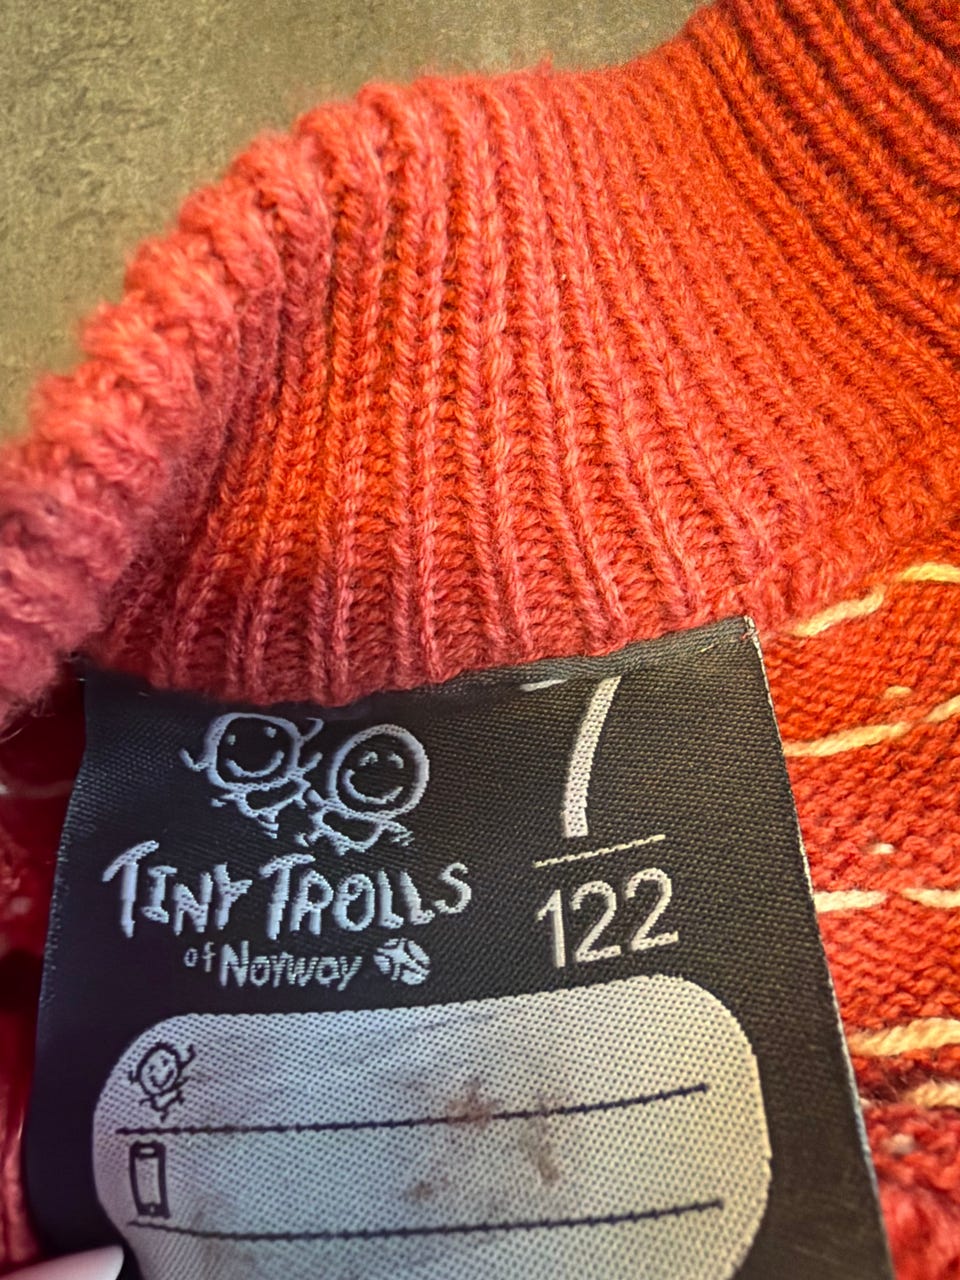 7
TINY TROLLS
of Norway
122